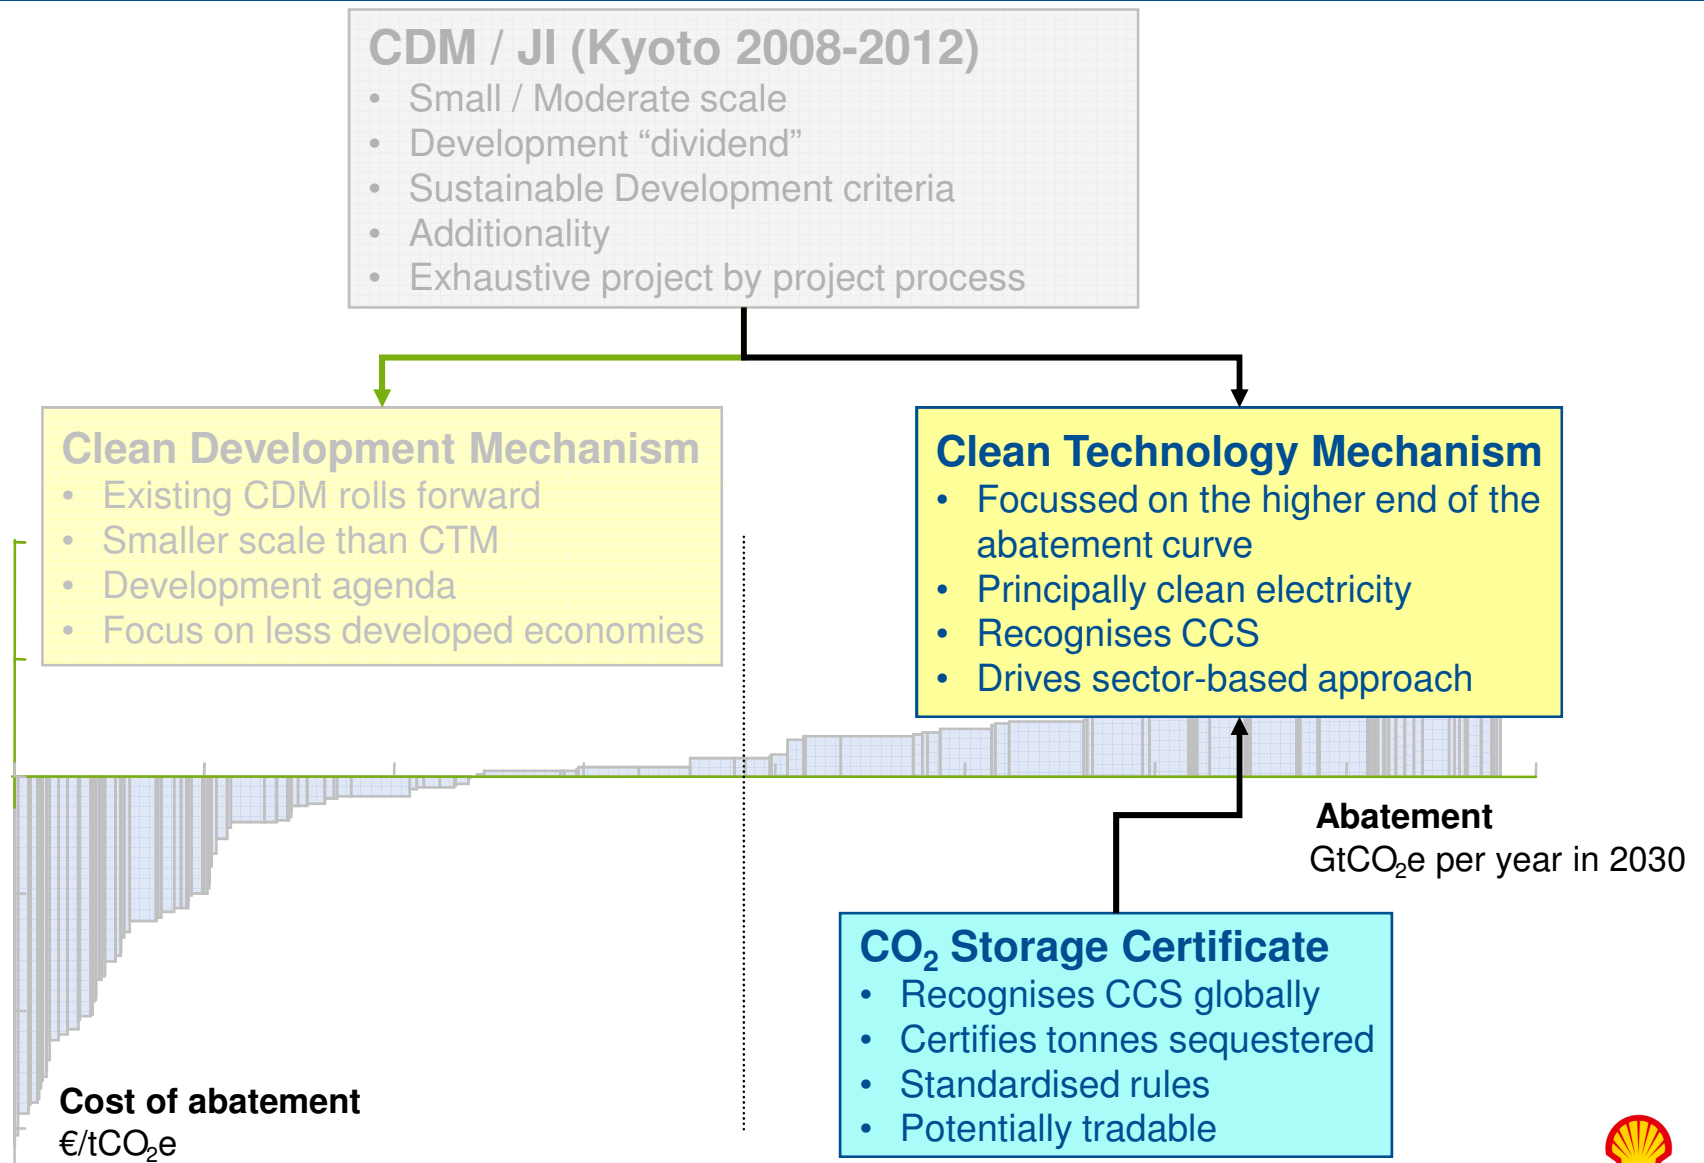 CDM / JI (Kyoto 2008-2012)
• Small / Moderate scale
• Development “dividend”
• Sustainable Development criteria
• Additionality
• Exhaustive project by project process
Clean Development Mechanism
• Existing CDM rolls forward
• Smaller scale than CTM
• Development agenda
• Focus on less developed economies
Clean Technology Mechanism
• Focussed on the higher end of the
abatement curve
• Principally clean electricity
• Recognises CCS
• Drives sector-based approach
Abatement
GtCO₂e per year in 2030
CO₂ Storage Certificate
• Recognises CCS globally
• Certifies tonnes sequestered
• Standardised rules
• Potentially tradable
Cost of abatement
€/tCO₂e